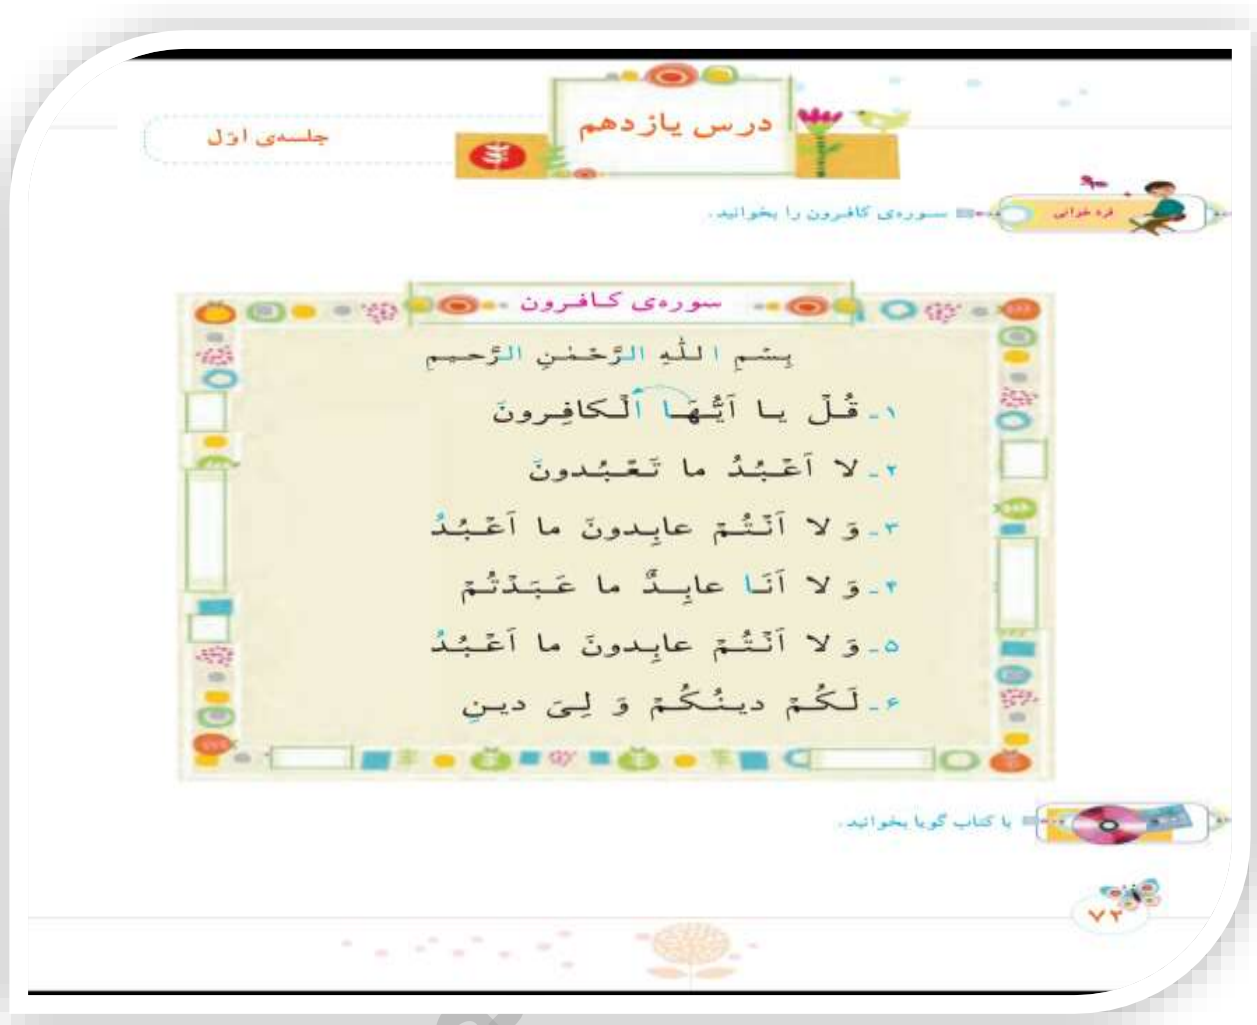 درس یازدهم
جلسه‌ی اوّل
فرد خوانی
سوره‌ی کافرون را بخوانید.
سوره‌ی کافرون
بِسْمِ اللّٰهِ الرَّحْمٰنِ الرَّحیمِ
۱ـ قُلْ یا اَیُّهَا اَلْکافِرونَ
۲ـ لا اَعْبُدُ ما تَعْبُدونَ
۳ـ وَ لا اَنْتُمْ عابِدونَ ما اَعْبُدُ
۴ـ وَ لا اَنَا عابِدٌ ما عَبَدْتُمْ
۵ـ وَ لا اَنْتُمْ عابِدونَ ما اَعْبُدُ
۶ـ لَکُمْ دینُکُمْ وَ لِیَ دینِ
با کتاب گویا بخوانید.
۷۲